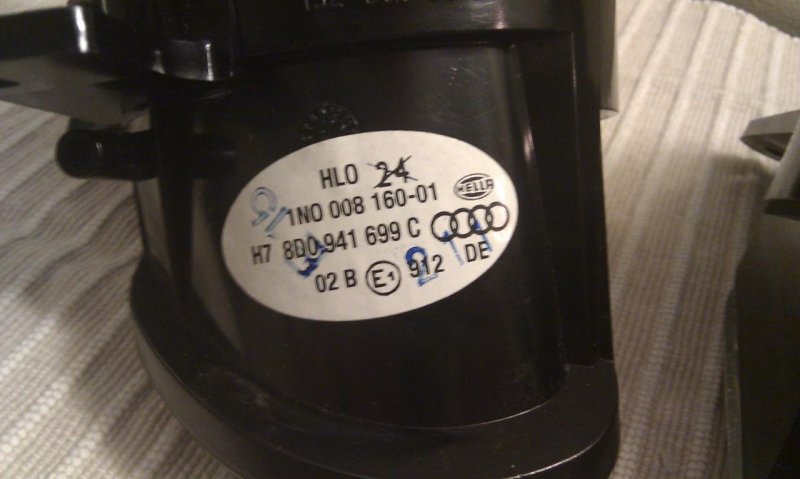 HLO 24
HELLA
1N0 008 160-01
H7 8D0 941 699 C
02 B E1 912 DE